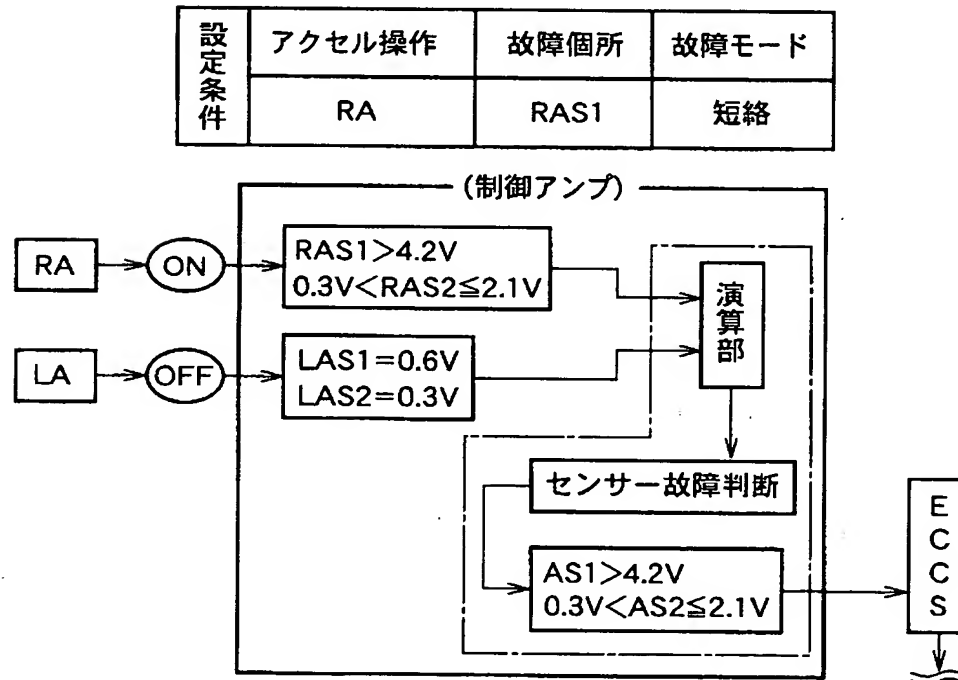 設定条件
アクセル操作
故障個所
故障モード
RA
RAS1
短絡
(制御アンプ)
RA
ON
RAS1>4.2V
0.3V<RAS2≦2.1V
演算部
LA
OFF
LAS1=0.6V
LAS2=0.3V
センサー故障判断
AS1>4.2V
0.3V<AS2≦2.1V
ECCS